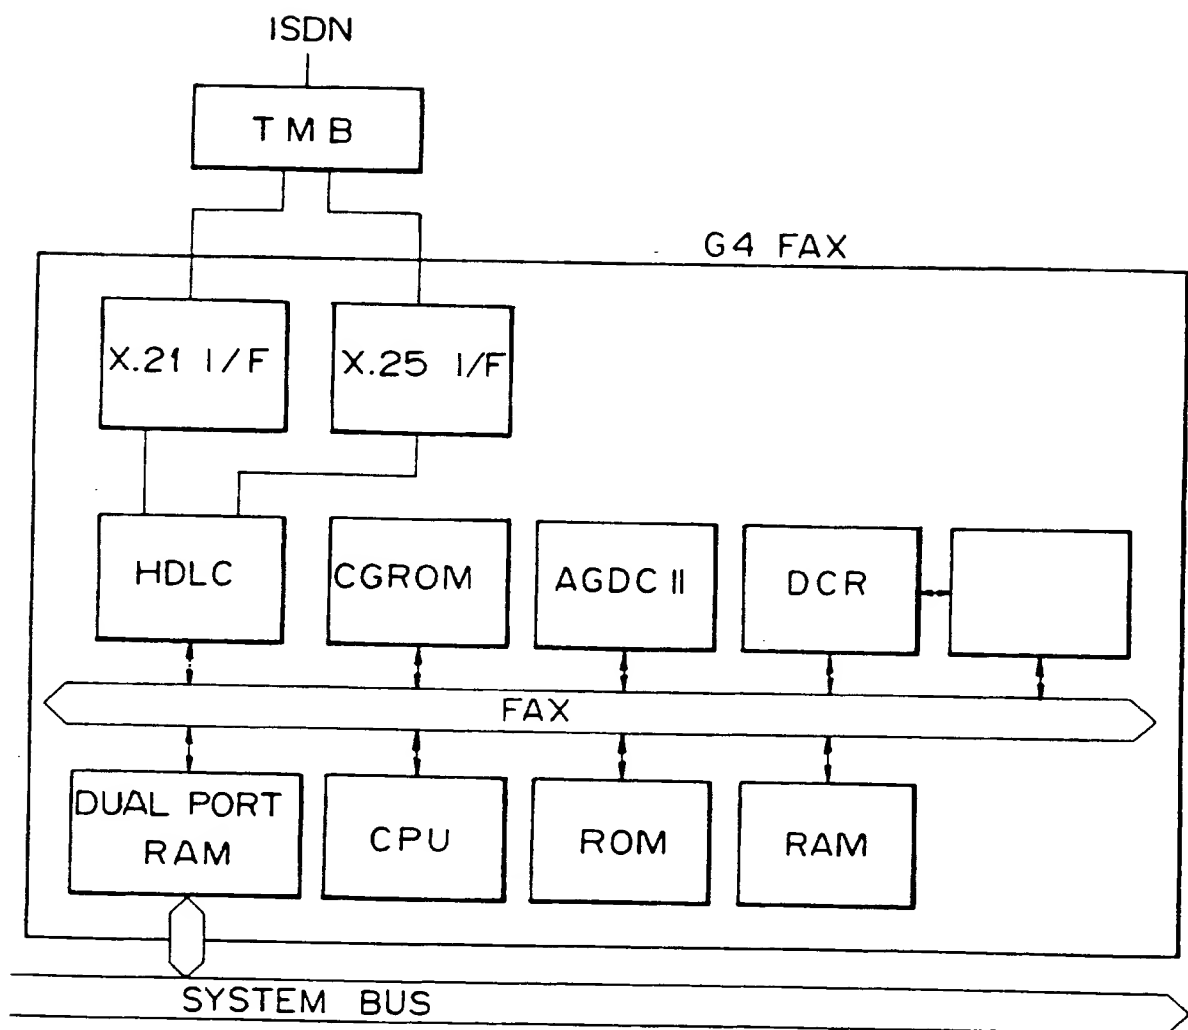 ISDN
TMB
G4 FAX
X.21 I/F
X.25 I/F
HDLC
CGROM
AGDC II
DCR
FAX
DUAL PORT
RAM
CPU
ROM
RAM
SYSTEM BUS